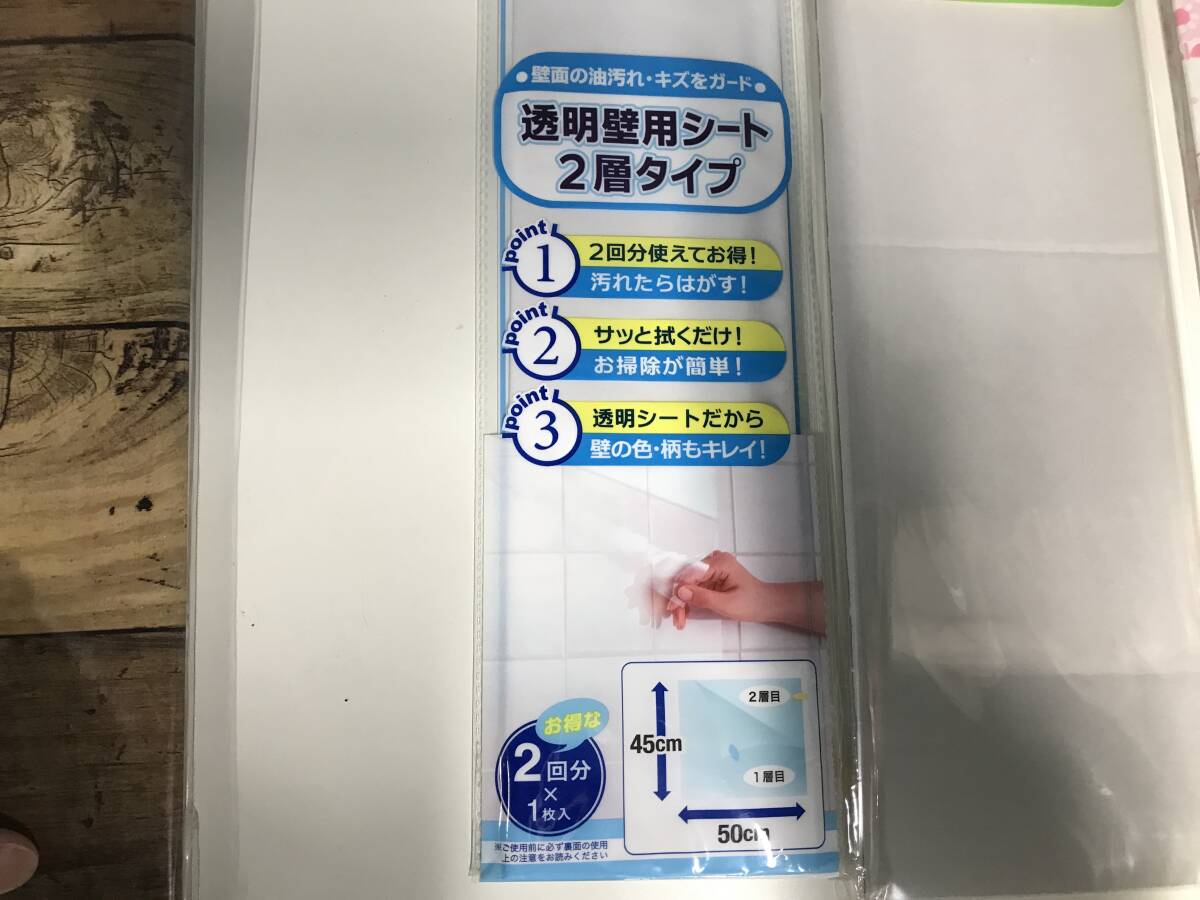 ●壁面の油汚れ・キズをガード●
透明壁用シート
2層タイプ
point
1
2回分使えてお得!
汚れたらはがす!
point
2
サッと拭くだけ!
お掃除が簡単!
point
3
透明シートだから
壁の色・柄もキレイ!
お得な
2回分
×
1枚入
45cm
2層目
1層目
50cm
※ご使用前に必ず裏面の使用
上の注意をお読みください